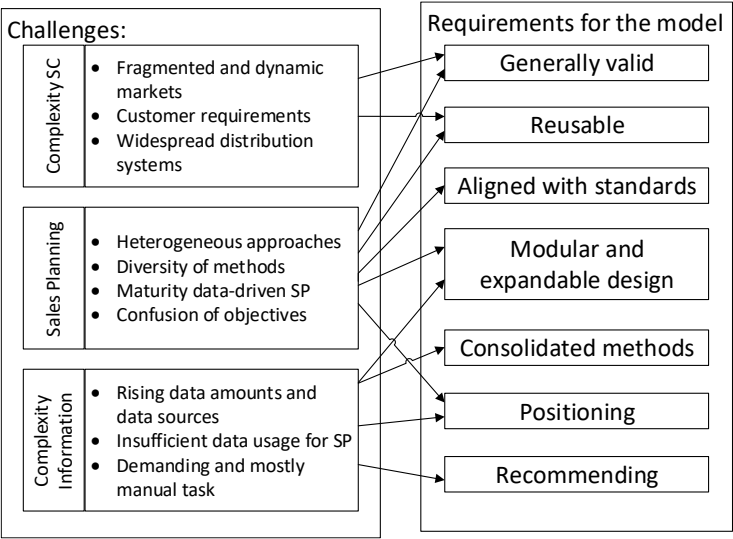 Challenges:
Complexity SC
• Fragmented and dynamic
markets
• Customer requirements
• Widespread distribution
systems
Sales Planning
• Heterogeneous approaches
• Diversity of methods
• Maturity data-driven SP
• Confusion of objectives
Complexity
Information
• Rising data amounts and
data sources
• Insufficient data usage for SP
• Demanding and mostly
manual task
Requirements for the model
Generally valid
Reusable
Aligned with standards
Modular and
expandable design
Consolidated methods
Positioning
Recommending